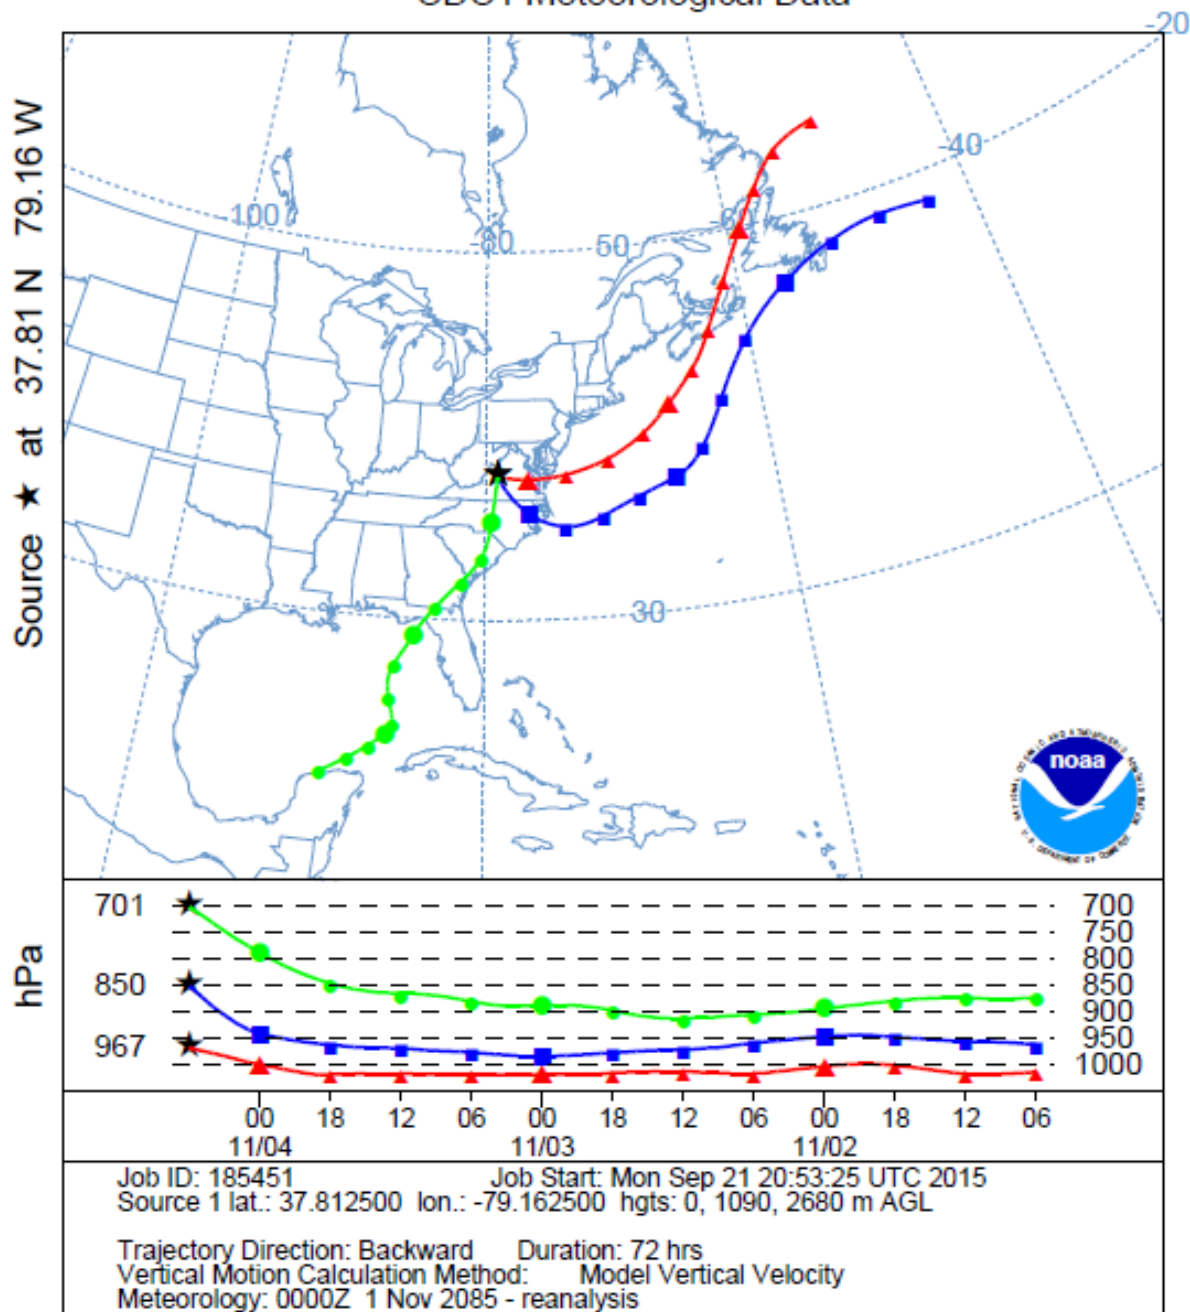 CDC1 Meteorological Data
Source ★ at 37.81 N 79.16 W
-20
-40
-60
-100
-80
50
30
noaa
hPa
701
850
967
700
750
800
850
900
950
1000
00 18 12 06 00 18 12 06 00 18 12 06
11/04 11/03 11/02
Job ID: 185451 Job Start: Mon Sep 21 20:53:25 UTC 2015
Source 1 lat.: 37.812500 lon.: -79.162500 hgts: 0, 1090, 2680 m AGL
Trajectory Direction: Backward Duration: 72 hrs
Vertical Motion Calculation Method: Model Vertical Velocity
Meteorology: 0000Z 1 Nov 2085 - reanalysis